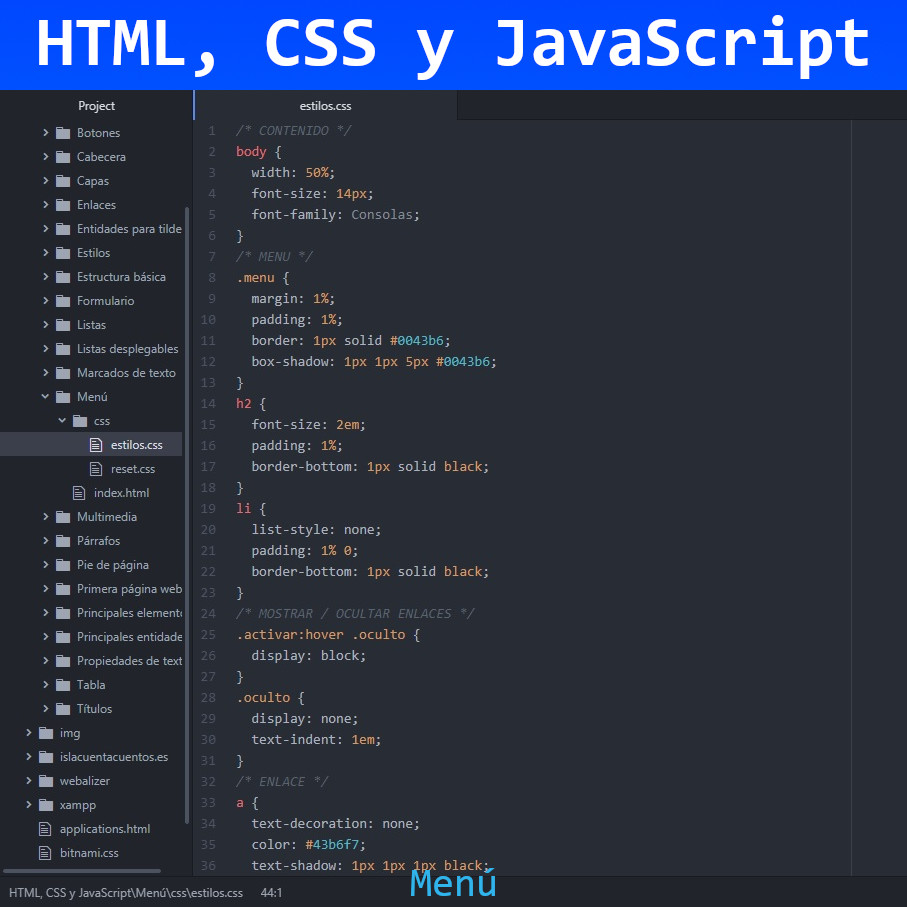 HTML, CSS y JavaScript
Project
Botones
Cabecera
Capas
Enlaces
Entidades para tilde
Estilos
Estructura básica
Formulario
Listas
Listas desplegables
Marcados de texto
Menú
css
estilos.css
reset.css
index.html
Multimedia
Párrafos
Pie de página
Primera página web
Principales elemento
Principales entidade
Propiedades de text
Tabla
Títulos
img
islacuentacuentos.es
webalizer
xampp
applications.html
bitnami.css
estilos.css
1 /* CONTENIDO */
2 body {
3 width: 50%;
4 font-size: 14px;
5 font-family: Consolas;
6 }
7 /* MENU */
8 .menu {
9 margin: 1%;
10 padding: 1%;
11 border: 1px solid #0043b6;
12 box-shadow: 1px 1px 5px #0043b6;
13 }
14 h2 {
15 font-size: 2em;
16 padding: 1%;
17 border-bottom: 1px solid black;
18 }
19 li {
20 list-style: none;
21 padding: 1% 0;
22 border-bottom: 1px solid black;
23 }
24 /* MOSTRAR / OCULTAR ENLACES */
25 .activar:hover .oculto {
26 display: block;
27 }
28 .oculto {
29 display: none;
30 text-indent: 1em;
31 }
32 /* ENLACE */
33 a {
34 text-decoration: none;
35 color: #43b6f7;
36 text-shadow: 1px 1px 1px black;
HTML, CSS y JavaScript\Menú\css\estilos.css 44:1
Menú